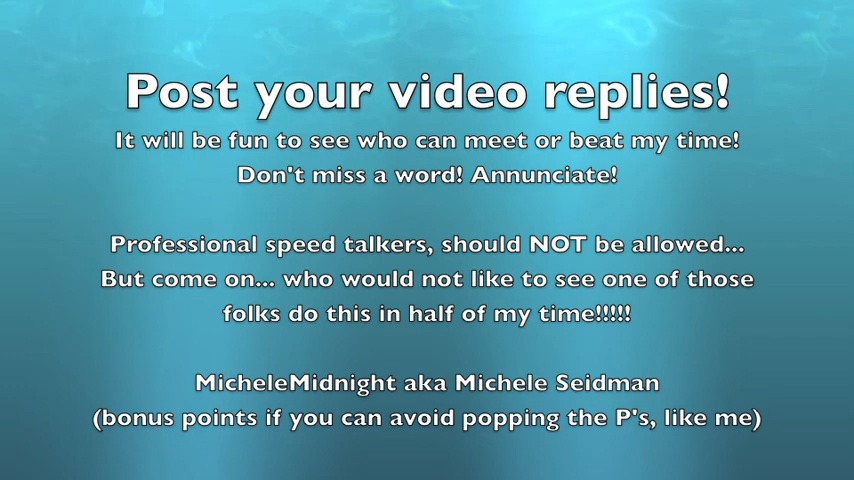 Post your video replies!
It will be fun to see who can meet or beat my time!
Don't miss a word! Annunciate!
Professional speed talkers, should NOT be allowed...
But come on... who would not like to see one of those
folks do this in half of my time!!!!!
MicheleMidnight aka Michele Seidman
(bonus points if you can avoid popping the P's, like me)